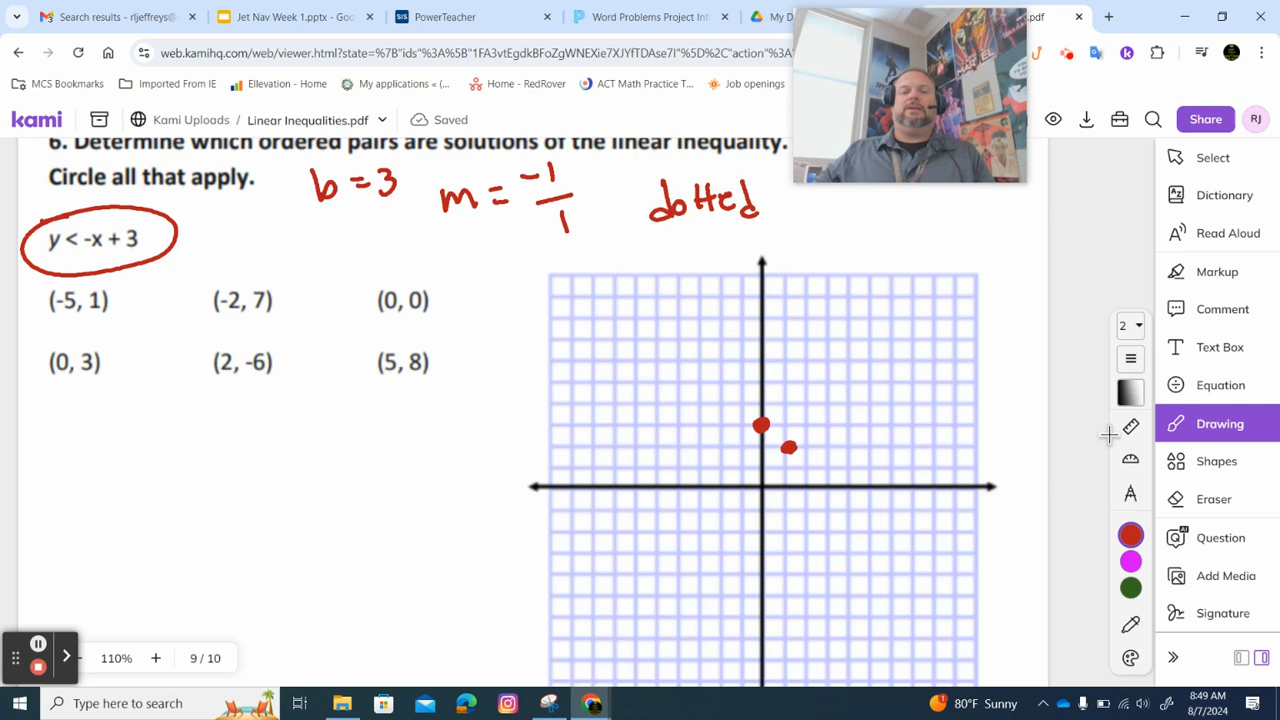 Search results - rljeffreys@
Jet Nav Week 1.pptx - Goo
PowerTeacher
Word Problems Project Inf
My D
.pdf
web.kamihq.com/web/viewer.html?state=%7B"ids"%3A%5B"1FA3vtEgdkBFoZgWNEXie7XJYfTDAse7I"%5D%2C"action"%3A
MCS Bookmarks
Imported From IE
Ellevation - Home
My applications «(...
Home - RedRover
ACT Math Practice T...
Job openings
kami
Kami Uploads / Linear Inequalities.pdf
Saved
Share
RJ
6. Determine which ordered pairs are solutions of the linear inequality.
Circle all that apply.
b = 3 m = -1/1 dotted
y < -x + 3
(-5, 1) (-2, 7) (0, 0)
(0, 3) (2, -6) (5, 8)
Select
Dictionary
Read Aloud
Markup
Comment
Text Box
Equation
Drawing
Shapes
Eraser
Question
Add Media
Signature
2
110%
9 / 10
Type here to search
80°F Sunny
8:49 AM
8/7/2024